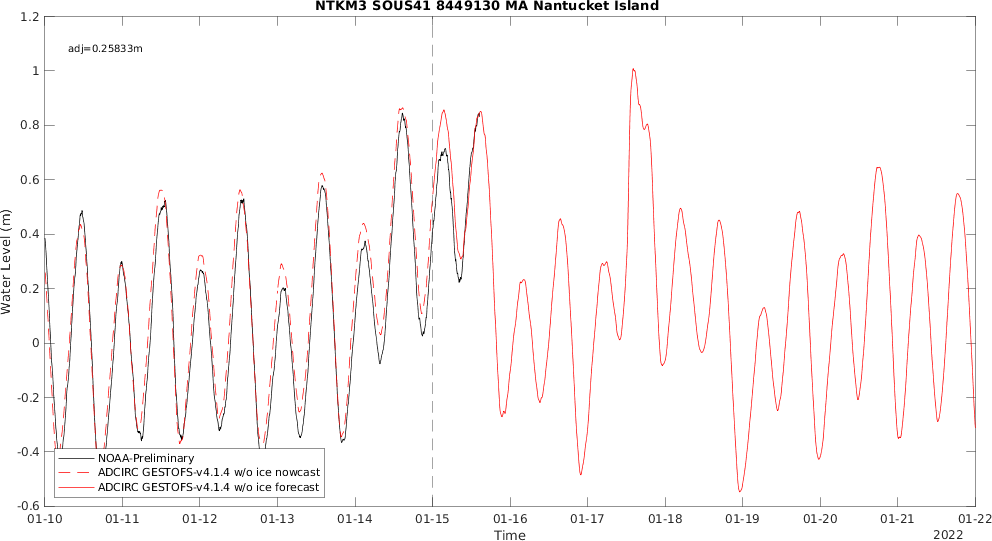 NTKM3 SOUS41 8449130 MA Nantucket Island
1.2
1
0.8
0.6
0.4
0.2
0
-0.2
-0.4
-0.6
Water Level (m)
adj=0.25833m
NOAA-Preliminary
ADCIRC GESTOFS-v4.1.4 w/o ice nowcast
ADCIRC GESTOFS-v4.1.4 w/o ice forecast
01-10 01-11 01-12 01-13 01-14 01-15 01-16 01-17 01-18 01-19 01-20 01-21 01-22
Time
2022